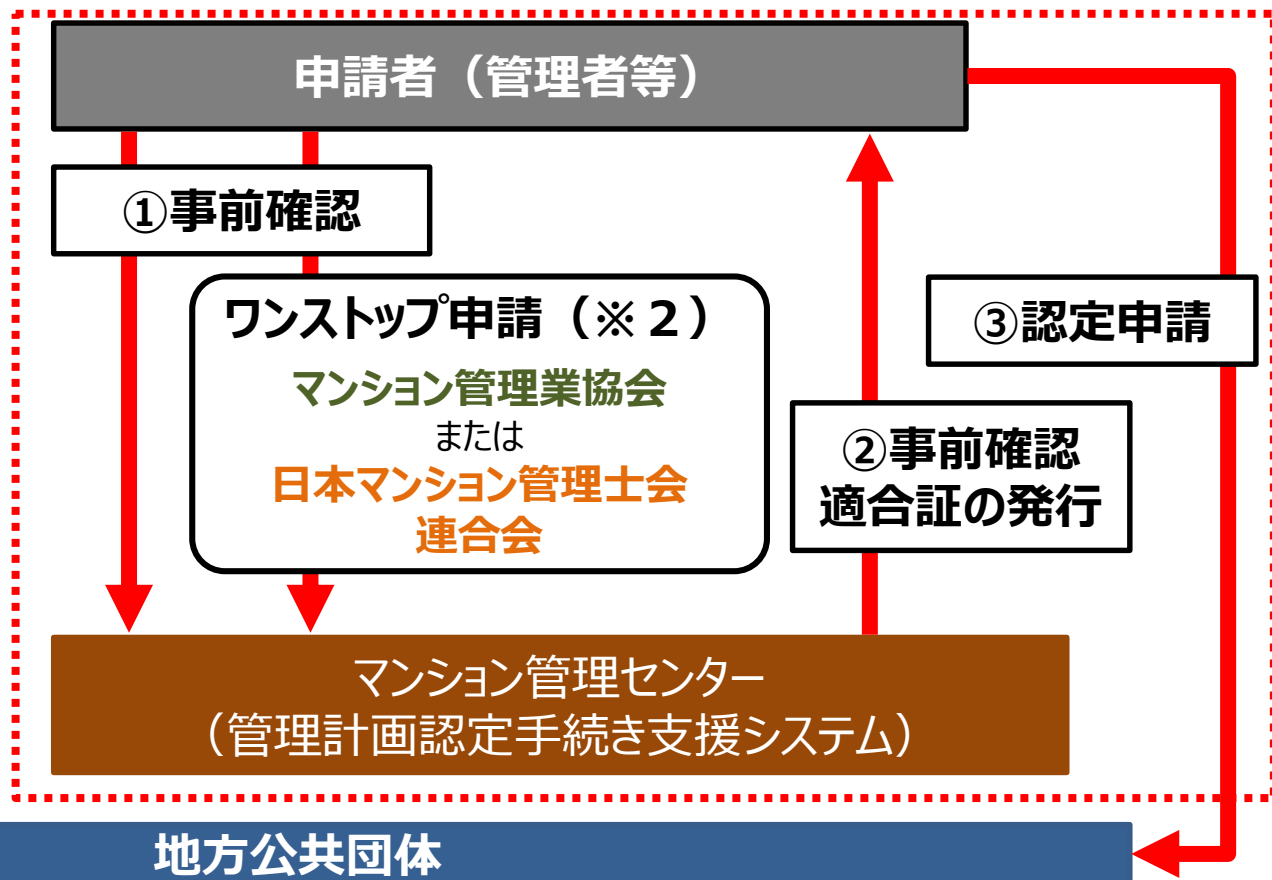 申請者（管理者等）
①事前確認
ワンストップ申請（※２）
マンション管理業協会
または
日本マンション管理士会
連合会
②事前確認
適合証の発行
③認定申請
マンション管理センター
（管理計画認定手続き支援システム）
地方公共団体